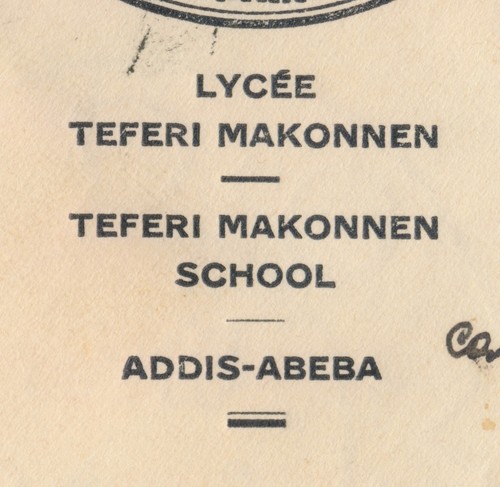 LYCÉE
TEFERI MAKONNEN
TEFERI MAKONNEN
SCHOOL
ADDIS-ABEBA